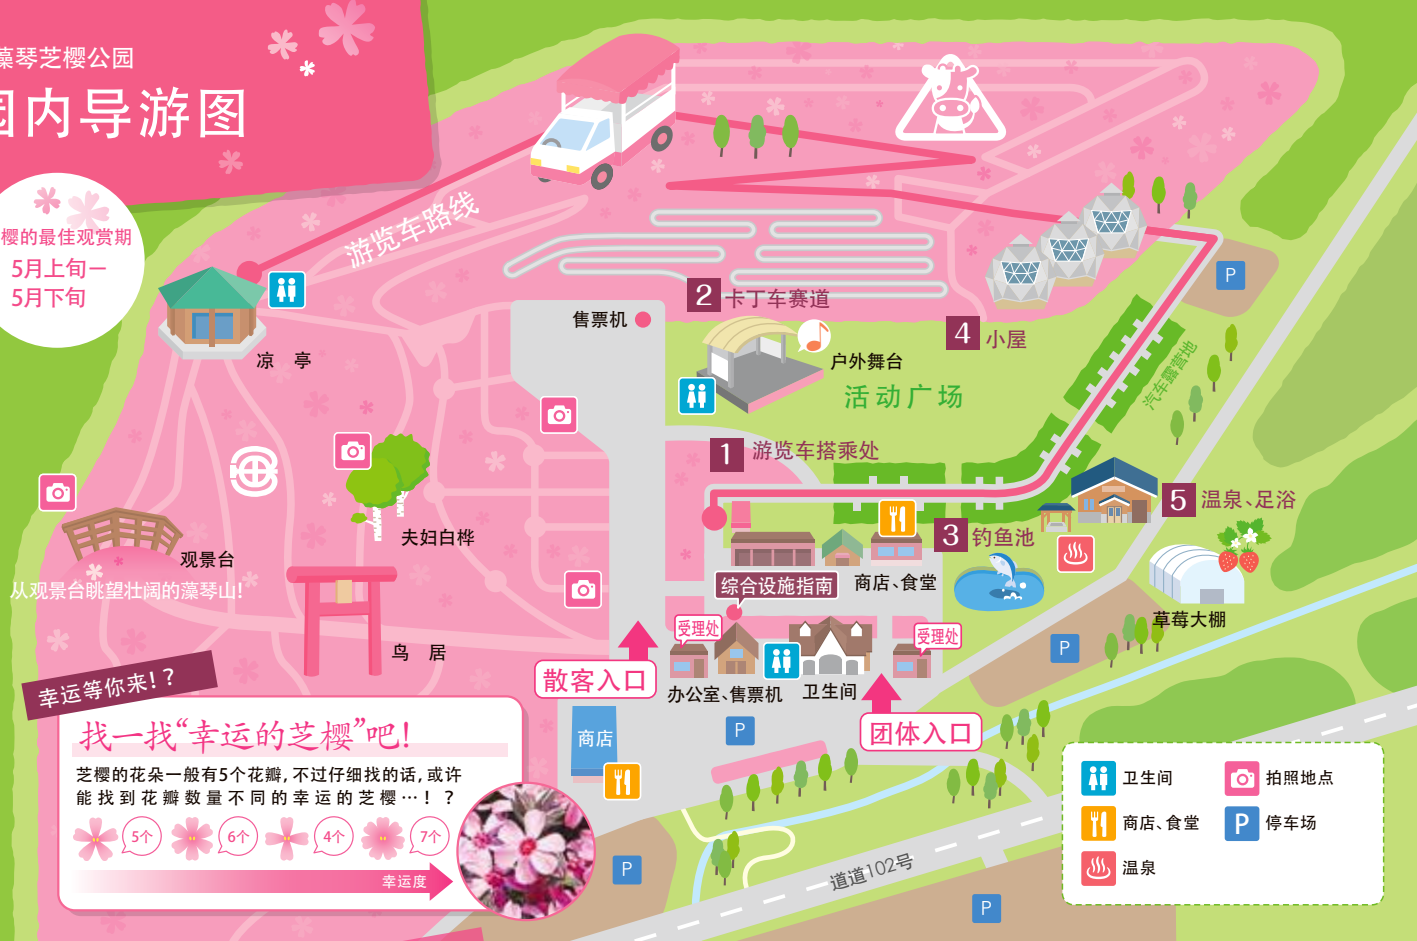 藻琴芝樱公园
园内导游图
樱的最佳观赏期
5月上旬－
5月下旬
游览车路线
凉 亭
售票机
2 卡丁车赛道
4 小屋
户外舞台
活动广场
汽车露营地
1 游览车搭乘处
5 温泉、足浴
3 钓鱼池
夫妇白桦
观景台
从观景台眺望壮阔的藻琴山!
综合设施指南
商店、食堂
草莓大棚
鸟 居
受理处
受理处
散客入口
办公室、售票机
卫生间
团体入口
商店
P
P
P
P
P
道道102号
幸运等你来!?
找一找“幸运的芝樱”吧!
芝樱的花朵一般有5个花瓣,不过仔细找的话,或许
能找到花瓣数量不同的幸运的芝樱…!?
5个
6个
4个
7个
幸运度
卫生间
拍照地点
商店、食堂
P 停车场
温泉